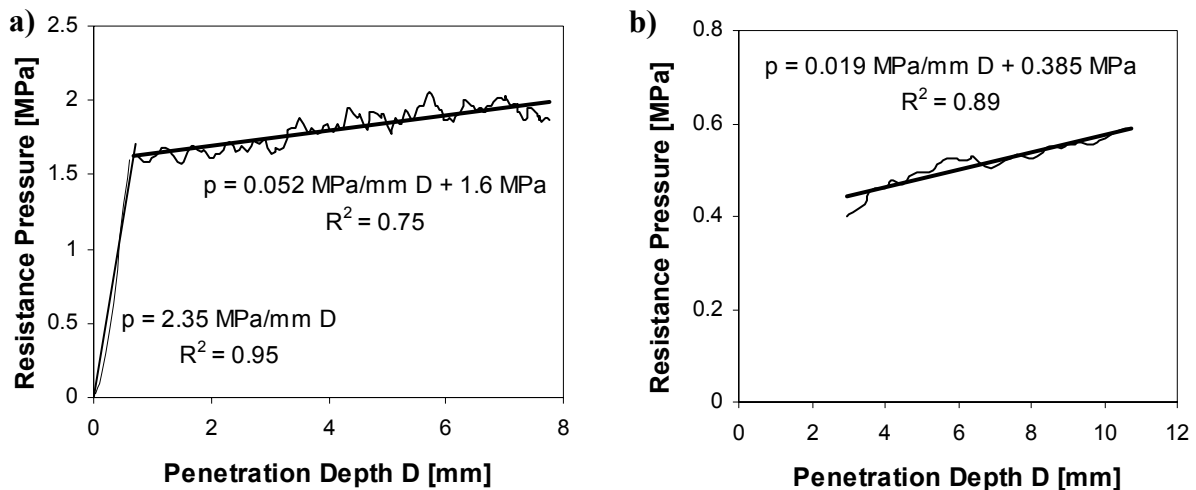 a)
Resistance Pressure [MPa]
2.5
2
1.5
1
0.5
0
p = 0.052 MPa/mm D + 1.6 MPa
R² = 0.75
p = 2.35 MPa/mm D
R² = 0.95
0 2 4 6 8
Penetration Depth D [mm]
b)
Resistance Pressure [MPa]
0.8
0.6
0.4
0.2
0
p = 0.019 MPa/mm D + 0.385 MPa
R² = 0.89
0 2 4 6 8 10 12
Penetration Depth D [mm]